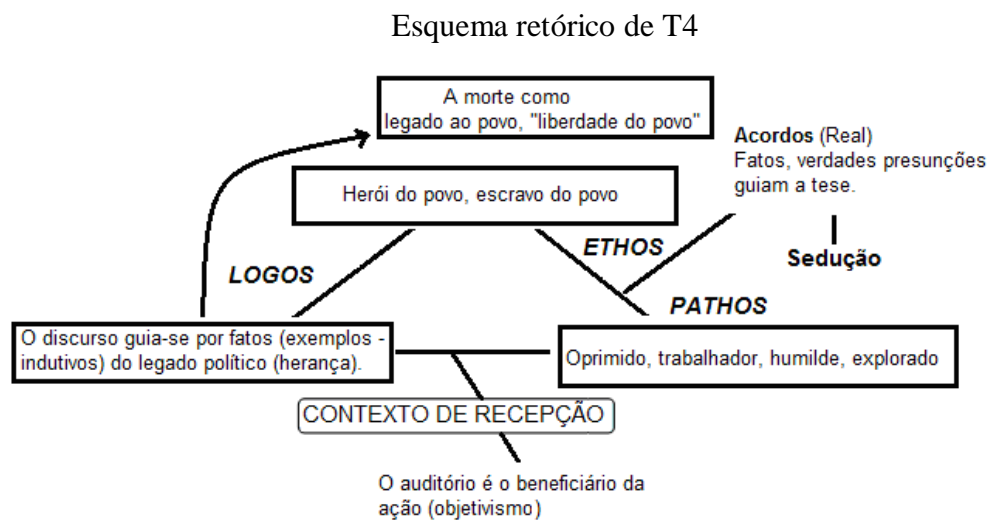 Esquema retórico de T4
A morte como
legado ao povo, "liberdade do povo"
Acordos (Real)
Fatos, verdades presunções
guiam a tese.
Herói do povo, escravo do povo
ETHOS
Sedução
LOGOS
PATHOS
O discurso guia-se por fatos (exemplos -
indutivos) do legado político (herança).
Oprimido, trabalhador, humilde, explorado
CONTEXTO DE RECEPÇÃO
O auditório é o beneficiário da
ação (objetivismo)